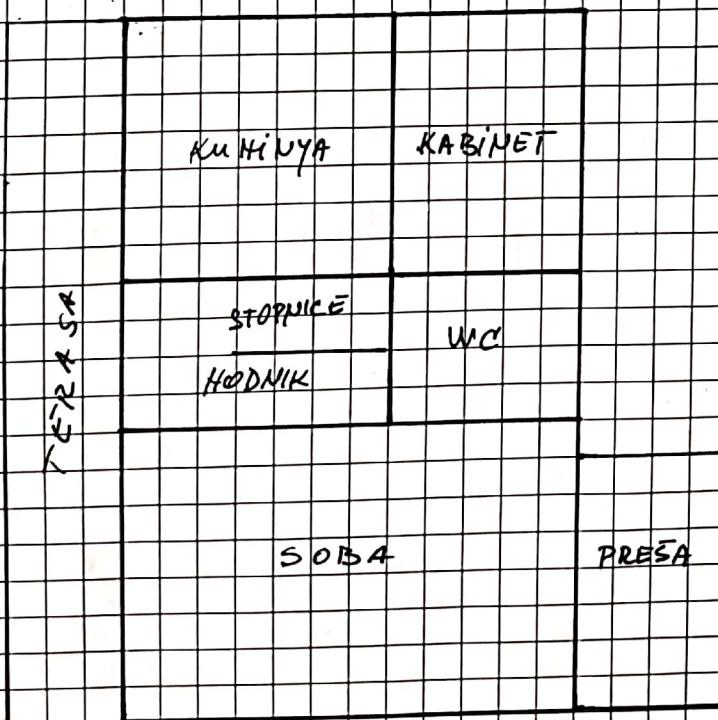 KUHINYA
KABINET
STOPNICE
HODNIK
WC
TERASA
SOBA
PREŠA